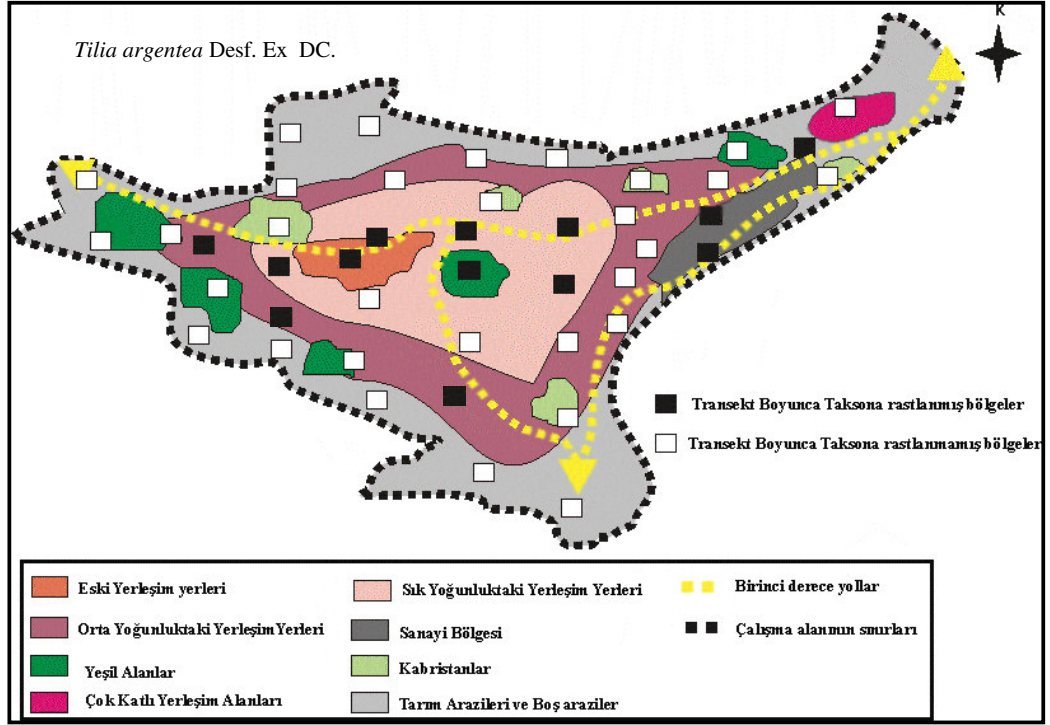 K
Tilia argentea Desf. Ex DC.
Transekt Boyunca Taksona rastlanmış bölgeler
Transekt Boyunca Taksona rastlanmamış bölgeler
Eski Yerleşim yerleri
Sık Yoğunluktaki Yerleşim Yerleri
Birinci derece yollar
Orta Yoğunluktaki Yerleşim Yerleri
Sanayi Bölgesi
Çalışma alanının sınırları
Yeşil Alanlar
Kabristanlar
Çok Katlı Yerleşim Alanları
Tarım Arazileri ve Boş araziler